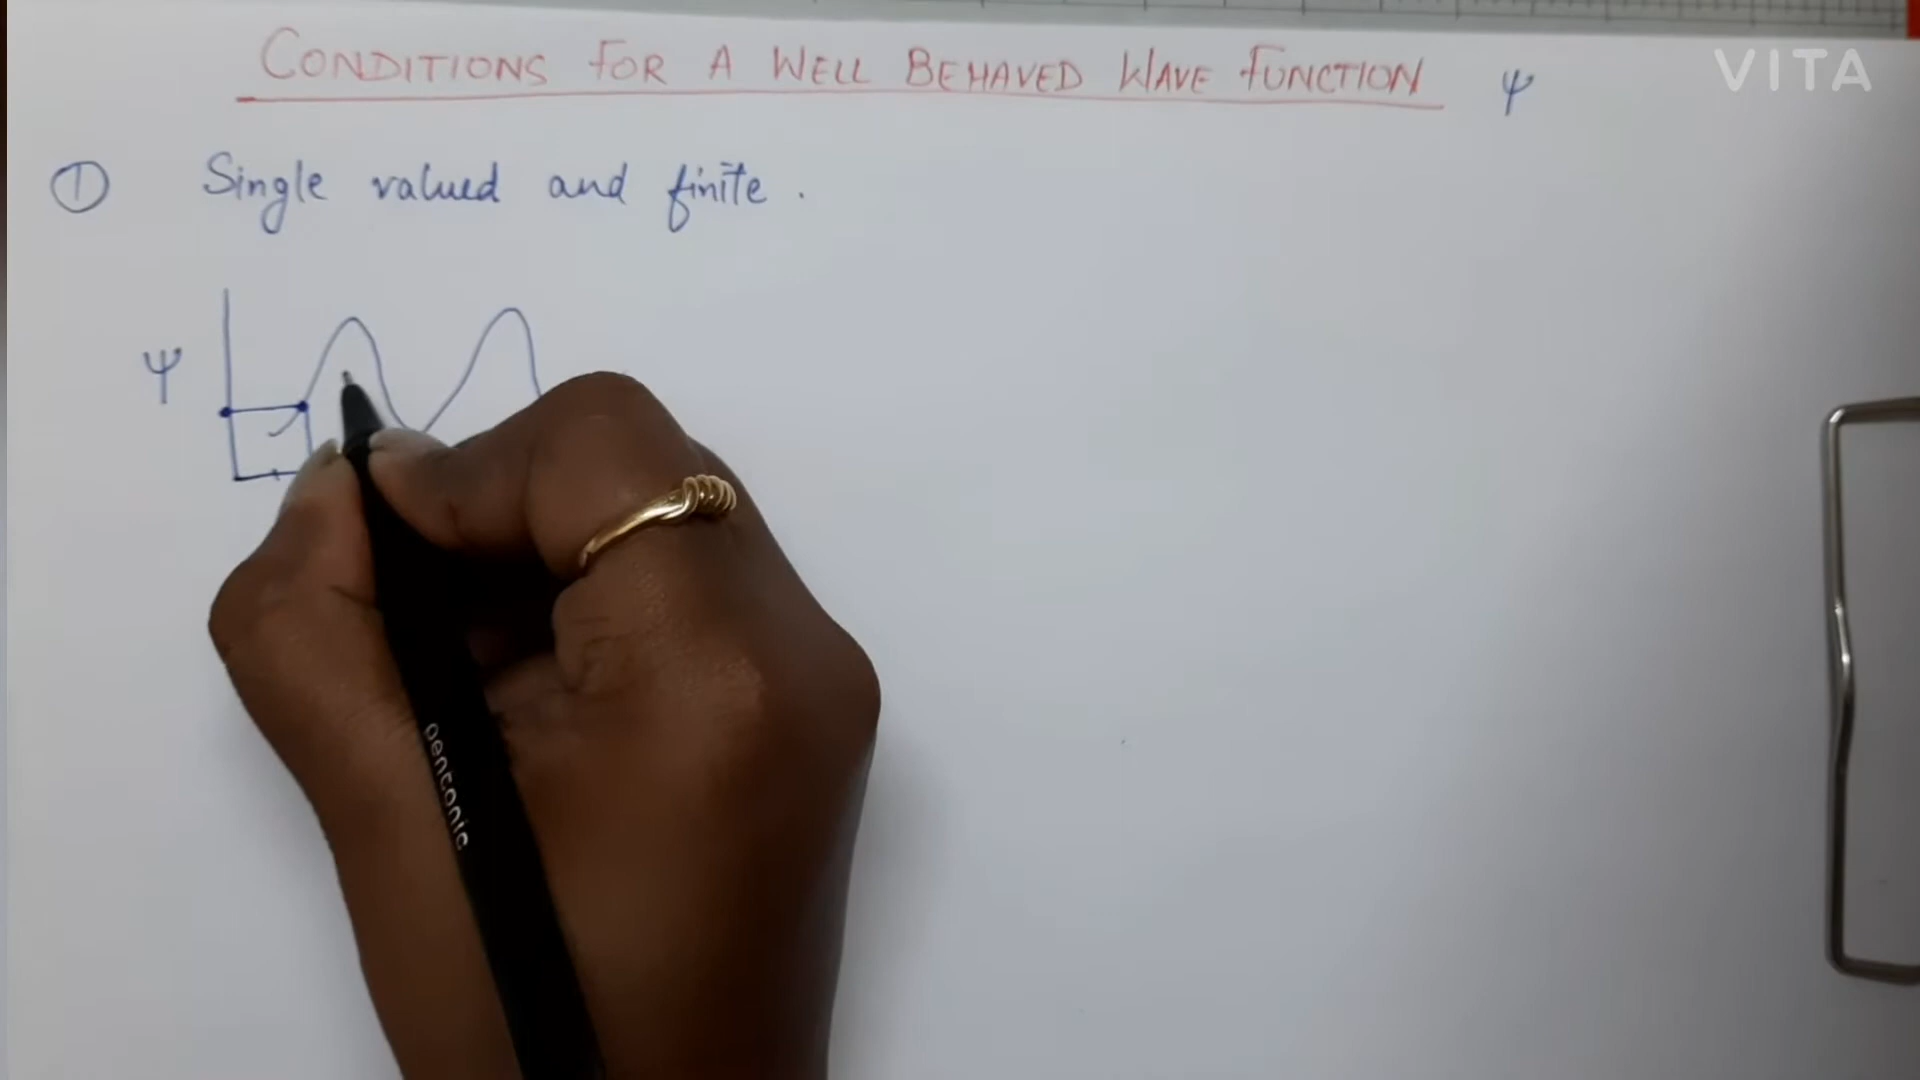 CONDITIONS FOR A WELL BEHAVED WAVE FUNCTION ψ
VITA
① Single valued and finite.
ψ
pentonic